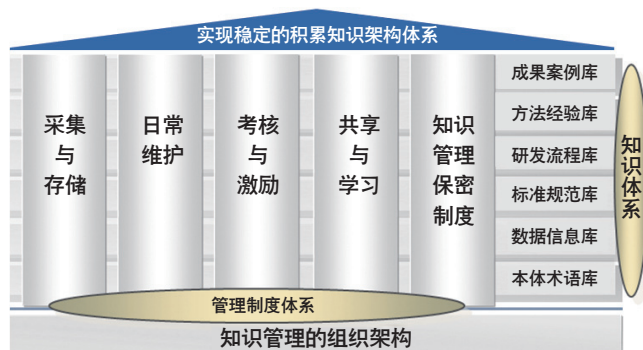 实现稳定的积累知识架构体系
采集
与
存储
日常
维护
考核
与
激励
共享
与
学习
知识
管理
保密
制度
成果案例库
方法经验库
研发流程库
标准规范库
数据信息库
本体术语库
知识体系
管理制度体系
知识管理的组织架构